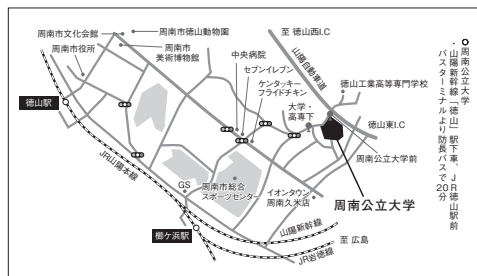 周南市文化会館
周南市徳山動物園
周南市役所
周南市
美術博物館
至 徳山西I.C
山陽自動車道
中央病院
セブンイレブン
ケンタッキー
フライドチキン
大学・
高専下
徳山工業高等専門学校
徳山東I.C
周南公立大学前
徳山駅
JR山陽本線
GS
周南市総合
スポーツセンター
イオンタウン
周南久米店
周南公立大学
櫛ケ浜駅
山陽新幹線
至 広島
JR岩徳線
○周南公立大学
・山陽新幹線「徳山」駅下車、JR徳山駅前
バスターミナルより防長バスで20分